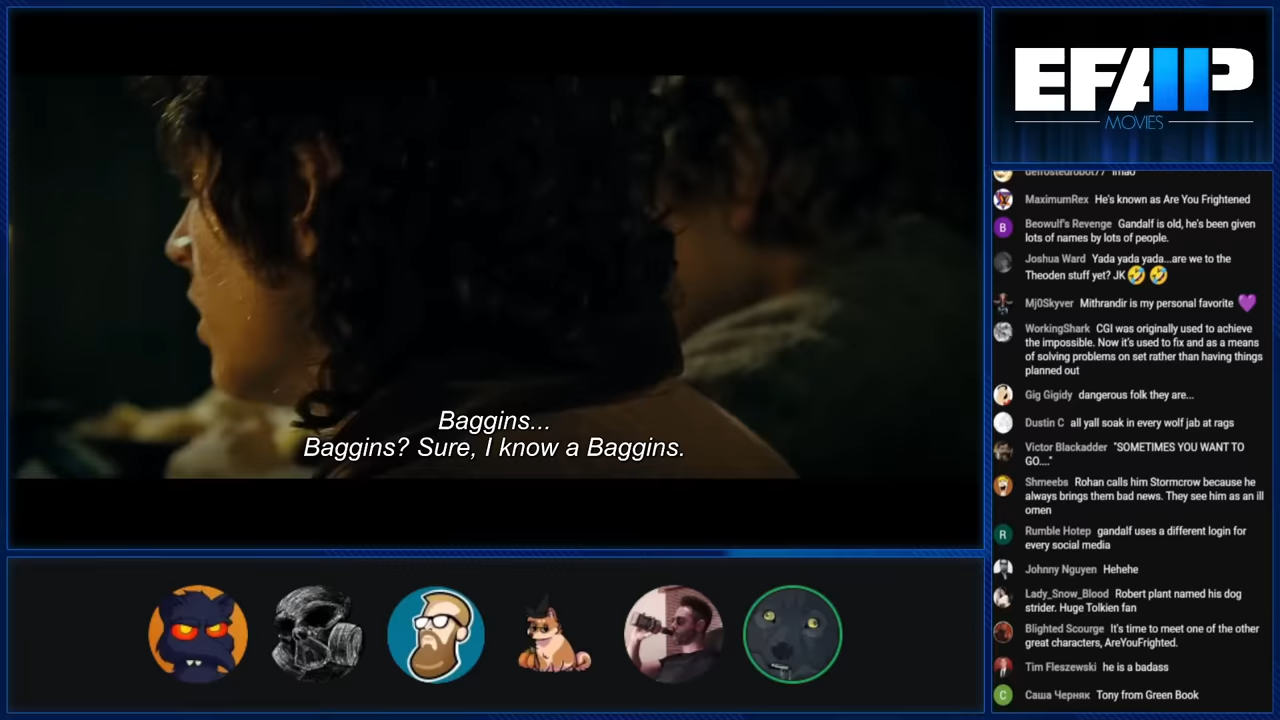 Baggins...
Baggins? Sure, I know a Baggins.
EFAP
MOVIES
defrostedrobot77 lmao
MaximumRex He's known as Are You Frightened
B
Beowulf's Revenge Gandalf is old, he's been given
lots of names by lots of people.
Joshua Ward Yada yada yada...are we to the
Theoden stuff yet? JK🤣 🤣
Mj0Skyver Mithrandir is my personal favorite 💜
WorkingShark CGI was originally used to achieve
the impossible. Now it's used to fix and as a means
of solving problems on set rather than having things
planned out
Gig Gigidy dangerous folk they are...
Dustin C all yall soak in every wolf jab at rags
Victor Blackadder "SOMETIMES YOU WANT TO
GO...."
Shmeebs Rohan calls him Stormcrow because he
always brings them bad news. They see him as an ill
omen
R
Rumble Hotep gandalf uses a different login for
every social media
Johnny Nguyen Hehehe
Lady_Snow_Blood Robert plant named his dog
strider. Huge Tolkien fan
Blighted Scourge It's time to meet one of the other
great characters, AreYouFrighted.
Tim Fleszewski he is a badass
C
Саша Черняк Tony from Green Book